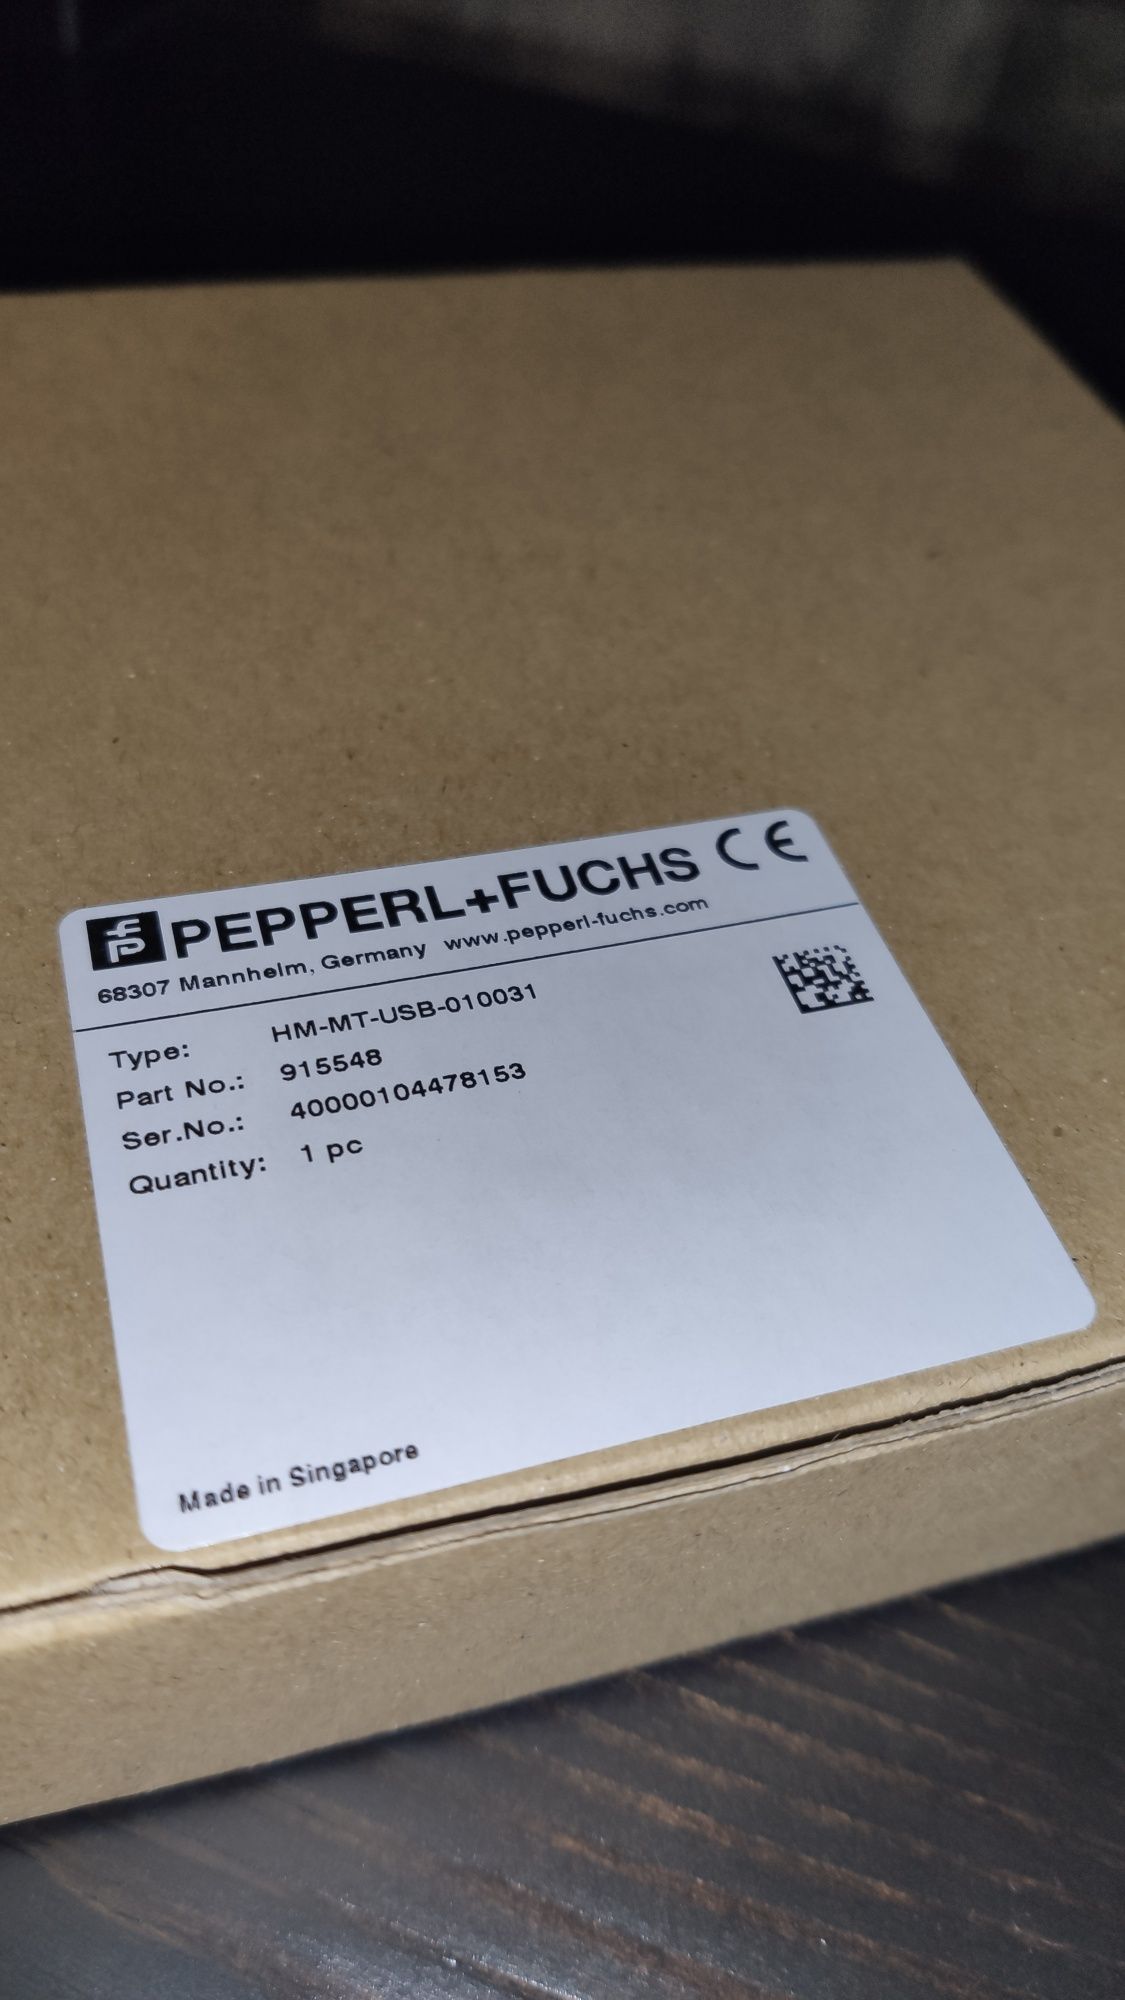 PEPPERL+FUCHS CE
68307 Mannheim, Germany www.pepperl-fuchs.com
Type: HM-MT-USB-010031
Part No.: 915548
Ser.No.: 40000104478153
Quantity: 1 pc
Made in Singapore